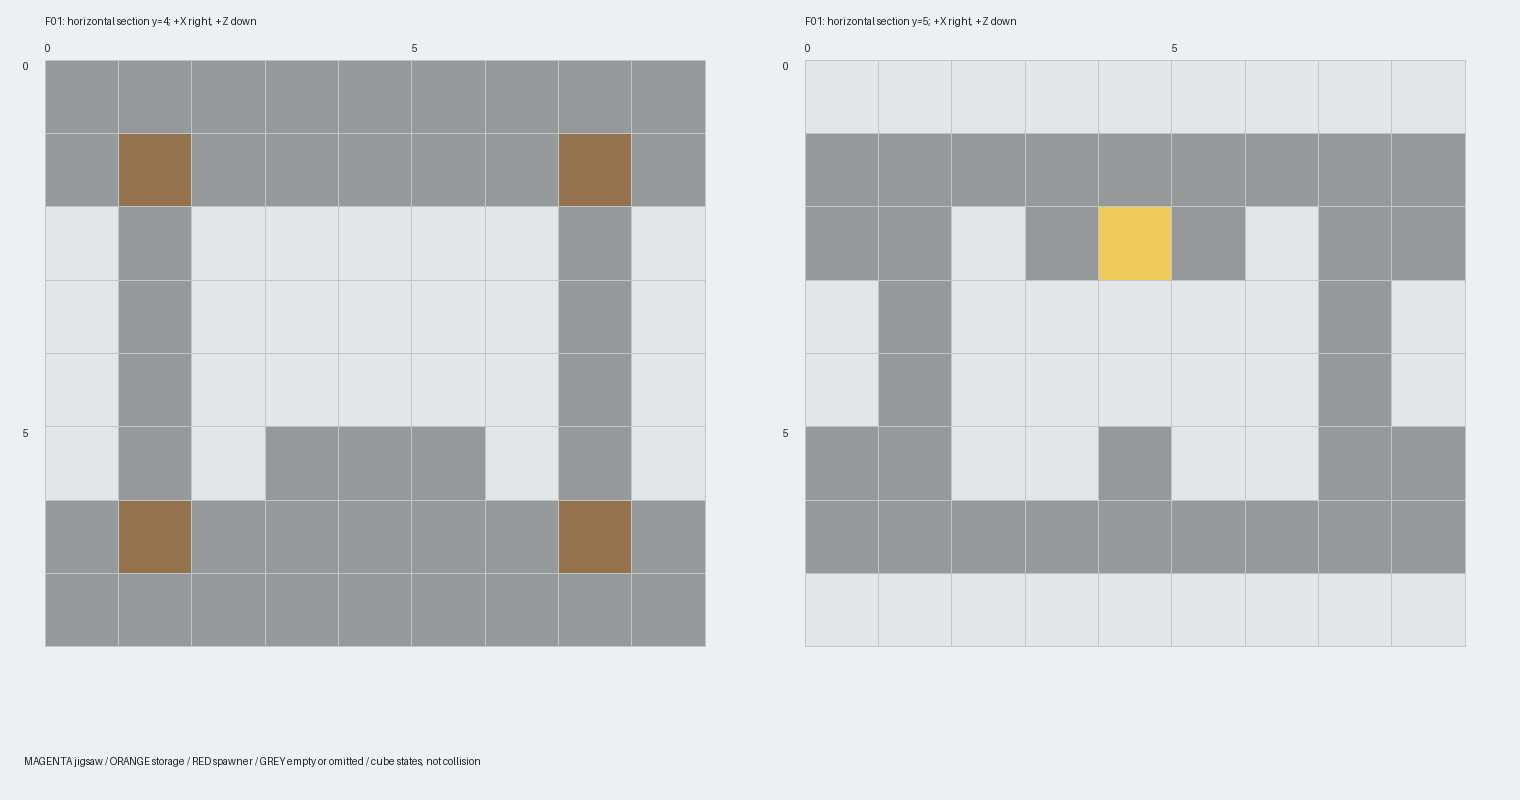 F01: horizontal section y=4; +X right, +Z down
F01: horizontal section y=5; +X right, +Z down
0 5
0 5
0
0
5
5
MAGENTA jigsaw / ORANGE storage / RED spawner / GREY empty or omitted / cube states, not collision